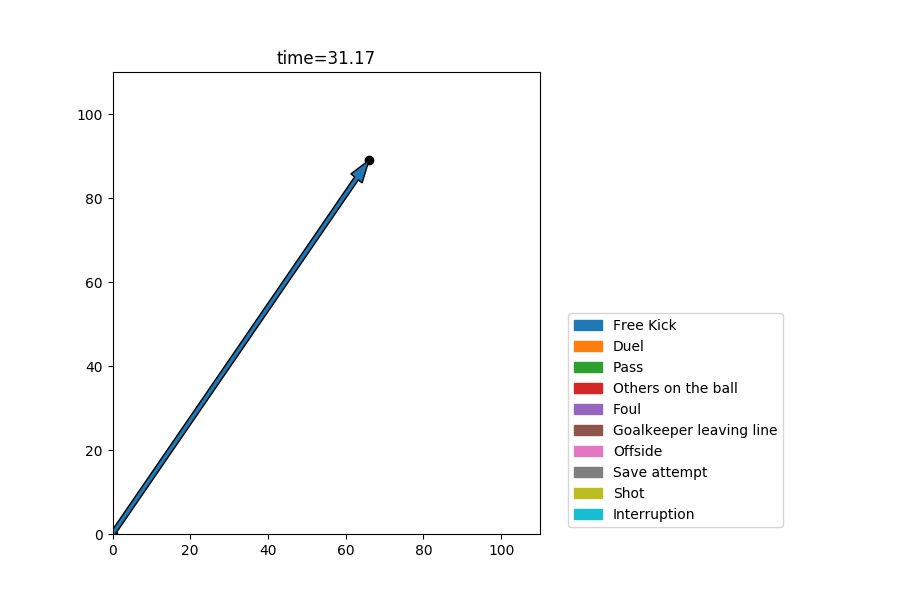 time=31.17
100
80
60
40
20
0
0 20 40 60 80 100
Free Kick
Duel
Pass
Others on the ball
Foul
Goalkeeper leaving line
Offside
Save attempt
Shot
Interruption